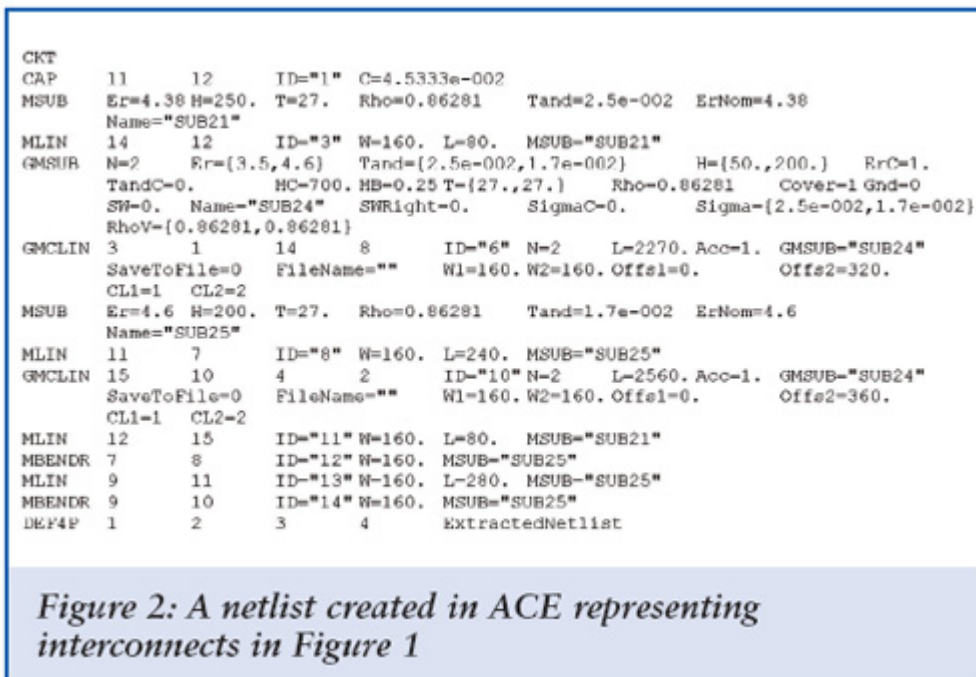 CKT
CAP 11 12 ID="1" C=4.5333e-002
MSUB Er=4.38 H=250. T=27. Rho=0.86281 Tand=2.5e-002 ErNom=4.38
Name="SUB21"
MLIN 14 12 ID="3" W=160. L=80. MSUB="SUB21"
GMSUB N=2 Er={3.5,4.6} Tand={2.5e-002,1.7e-002} H={50.,200.} ErC=1.
TandC=0. HC=700. HB=0.25 T={27.,27.} Rho=0.86281 Cover=1 Gnd=0
SW=0. Name="SUB24" SWRight=0. SigmaC=0. Sigma={2.5e-002,1.7e-002}
RhoV={0.86281,0.86281}
GMCLIN 3 1 14 8 ID="6" N=2 L=2270. Acc=1. GMSUB="SUB24"
SaveToFile=0 FileName="" W1=160. W2=160. Offs1=0. Offs2=320.
CL1=1 CL2=2
MSUB Er=4.6 H=200. T=27. Rho=0.86281 Tand=1.7e-002 ErNom=4.6
Name="SUB25"
MLIN 11 7 ID="8" W=160. L=240. MSUB="SUB25"
GMCLIN 15 10 4 2 ID="10" N=2 L=2560. Acc=1. GMSUB="SUB24"
SaveToFile=0 FileName="" W1=160. W2=160. Offs1=0. Offs2=360.
CL1=1 CL2=2
MLIN 12 15 ID="11" W=160. L=80. MSUB="SUB21"
MBENDR 7 8 ID="12" W=160. MSUB="SUB25"
MLIN 9 11 ID="13" W=160. L=280. MSUB="SUB25"
MBENDR 9 10 ID="14" W=160. MSUB="SUB25"
DEF4P 1 2 3 4 ExtractedNetlist
Figure 2: A netlist created in ACE representing
interconnects in Figure 1